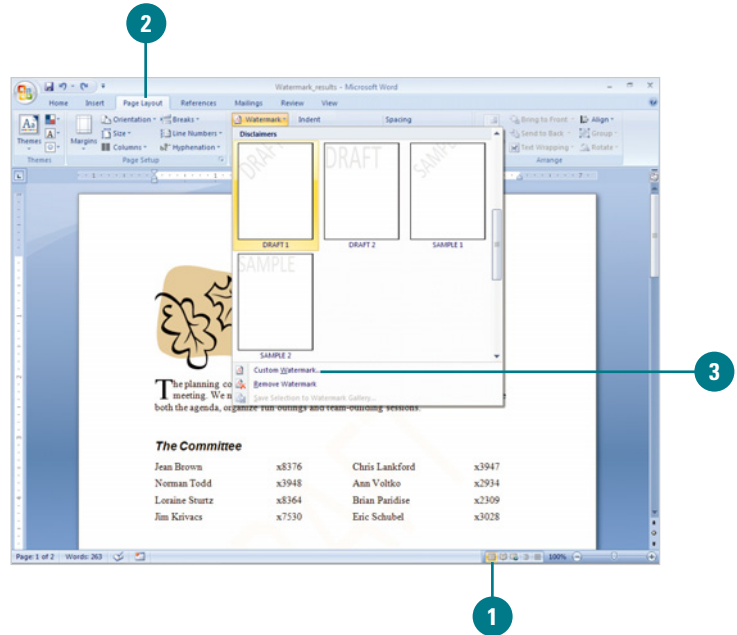 2
Watermark_results - Microsoft Word
Home Insert Page Layout References Mailings Review View
Themes
Margins
Orientation Breaks
Size Line Numbers
Columns Hyphenation
Watermark Indent Spacing
Bring to Front Align
Send to Back Group
Text Wrapping Rotate
Themes Page Setup Arrange
Disclaimers
DRAFT DRAFT SAMPLE
DRAFT 1 DRAFT 2 SAMPLE 1
SAMPLE
SAMPLE 2
Custom Watermark...
3
Remove Watermark
Save Selection to Watermark Gallery...
The planning co
meeting. We n
both the agenda, organize fun outings and team-building sessions.
The Committee
Jean Brown x8376 Chris Lankford x3947
Norman Todd x3948 Ann Voltko x2934
Loraine Sturtz x8364 Brian Paridise x2309
Jim Krivacs x7530 Eric Schubel x3028
Page: 1 of 2 Words: 263 100%
1